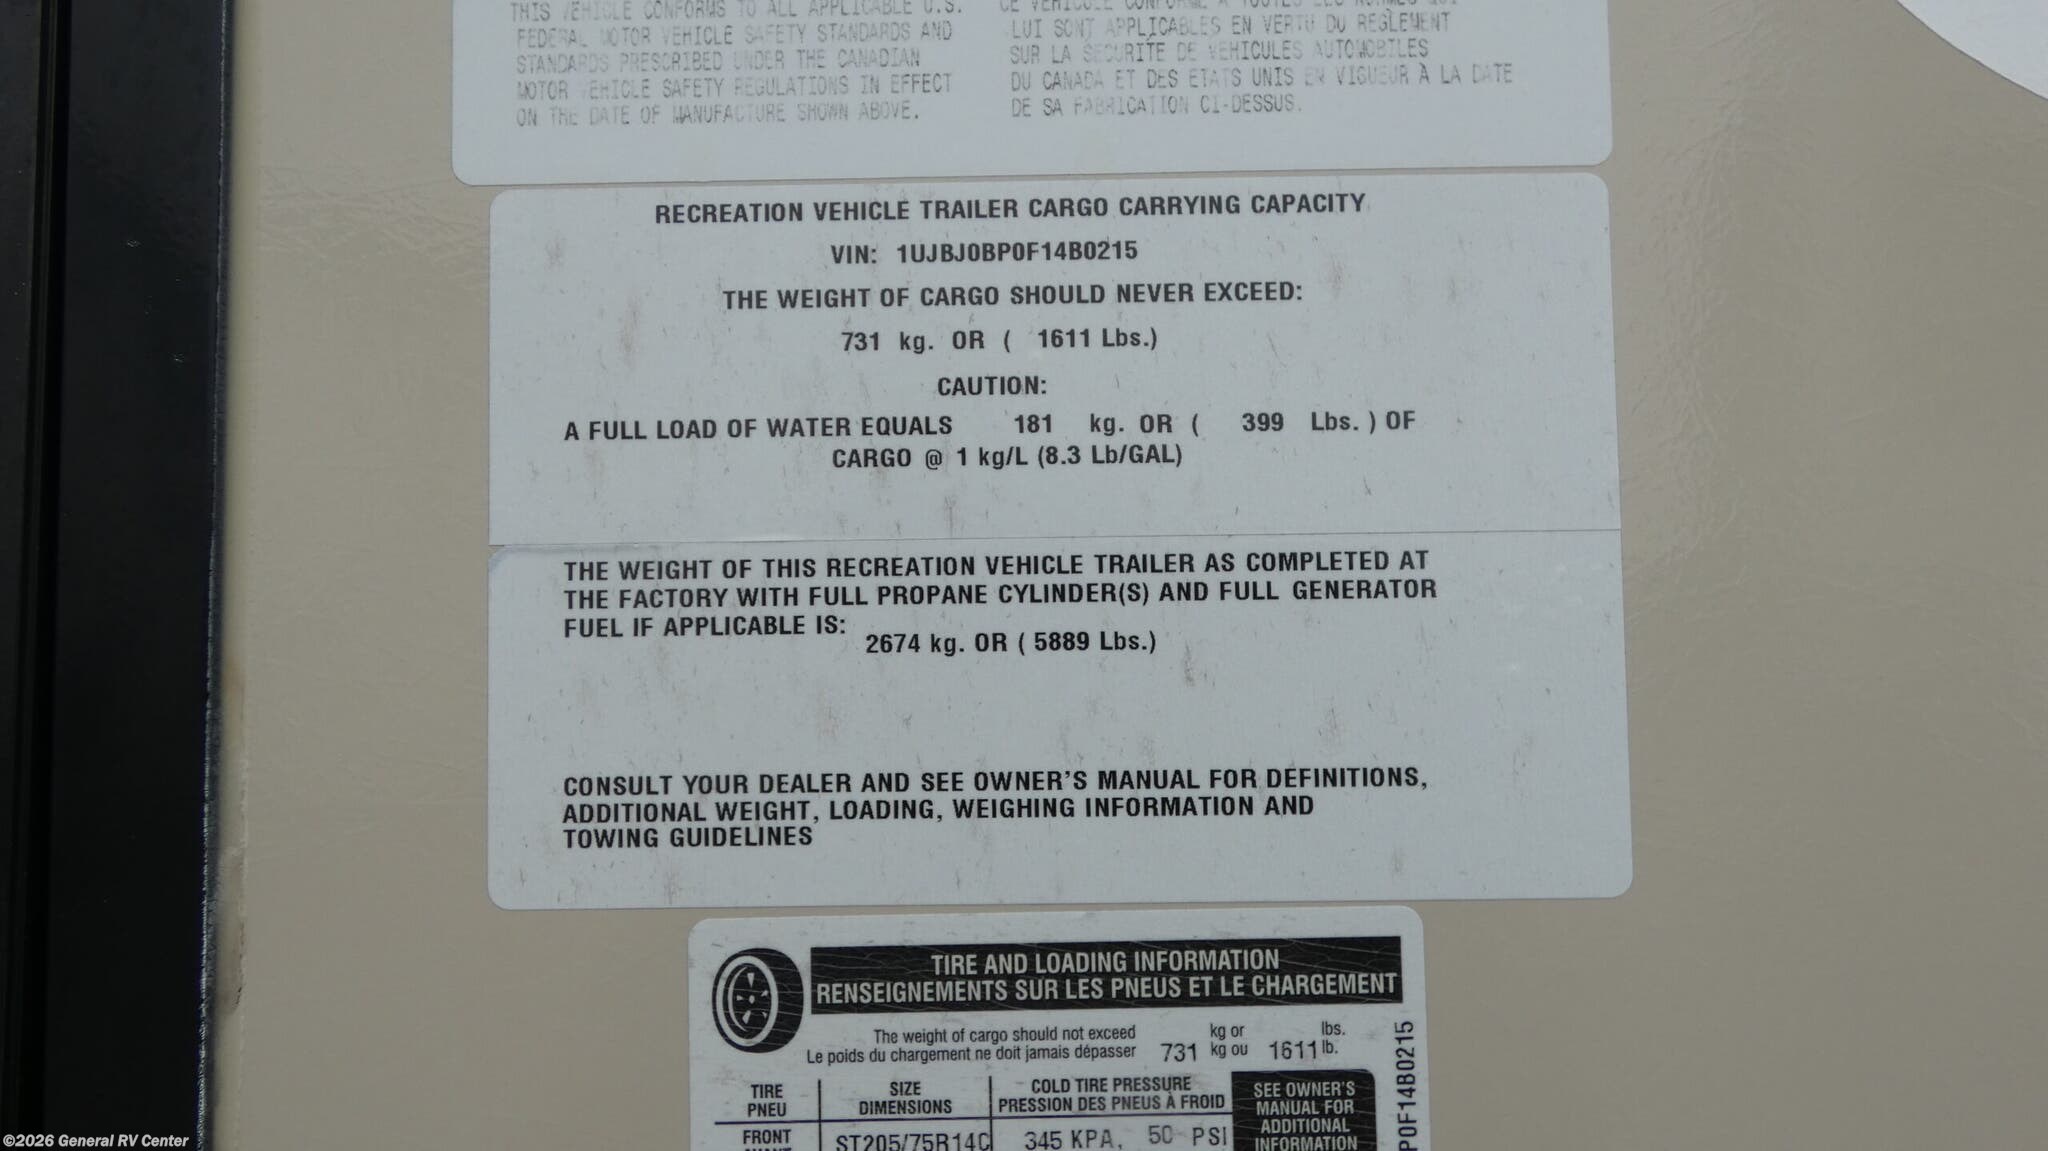 THIS VEHICLE CONFORMS TO ALL APPLICABLE U.S.
FEDERAL MOTOR VEHICLE SAFETY STANDARDS AND
STANDARDS PRESCRIBED UNDER THE CANADIAN
MOTOR VEHICLE SAFETY REGULATIONS IN EFFECT
ON THE DATE OF MANUFACTURE SHOWN ABOVE.
CE VEHICULE CONFORME A TOUTES LES NORMES QUI
LUI SONT APPLICABLES EN VERTU DU REGLEMENT
SUR LA SECURITE DE VEHICULES AUTOMOBILES
DU CANADA ET DES ETATS UNIS EN VIGUEUR À LA DATE
DE SA FABRICATION CI-DESSUS.
RECREATION VEHICLE TRAILER CARGO CARRYING CAPACITY
VIN: 1UJBJ0BP0F14B0215
THE WEIGHT OF CARGO SHOULD NEVER EXCEED:
731 kg. OR ( 1611 Lbs.)
CAUTION:
A FULL LOAD OF WATER EQUALS 181 kg. OR ( 399 Lbs. ) OF
CARGO @ 1 kg/L (8.3 Lb/GAL)
THE WEIGHT OF THIS RECREATION VEHICLE TRAILER AS COMPLETED AT
THE FACTORY WITH FULL PROPANE CYLINDER(S) AND FULL GENERATOR
FUEL IF APPLICABLE IS:
2674 kg. OR ( 5889 Lbs.)
CONSULT YOUR DEALER AND SEE OWNER'S MANUAL FOR DEFINITIONS,
ADDITIONAL WEIGHT, LOADING, WEIGHING INFORMATION AND
TOWING GUIDELINES
TIRE AND LOADING INFORMATION
RENSEIGNEMENTS SUR LES PNEUS ET LE CHARGEMENT
The weight of cargo should not exceed
Le poids du chargement ne doit jamais dépasser
731
kg or
kg ou
1611
lbs.
lb.
TIRE
PNEU
SIZE
DIMENSIONS
COLD TIRE PRESSURE
PRESSION DES PNEUS À FROID
SEE OWNER'S
MANUAL FOR
ADDITIONAL
INFORMATION
FRONT
ST205/75R14C
345 KPA, 50 PSI
P0F14B0215
©2026 General RV Center